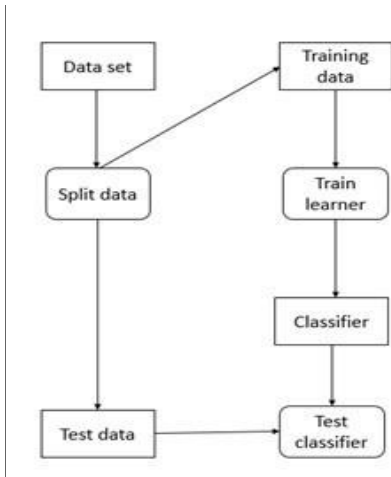 Data set
Training
data
Split data
Train
learner
Classifier
Test data
Test
classifier